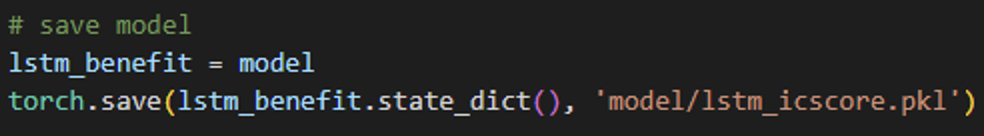 # save model
lstm_benefit = model
torch.save(lstm_benefit.state_dict(), 'model/lstm_icscore.pkl')